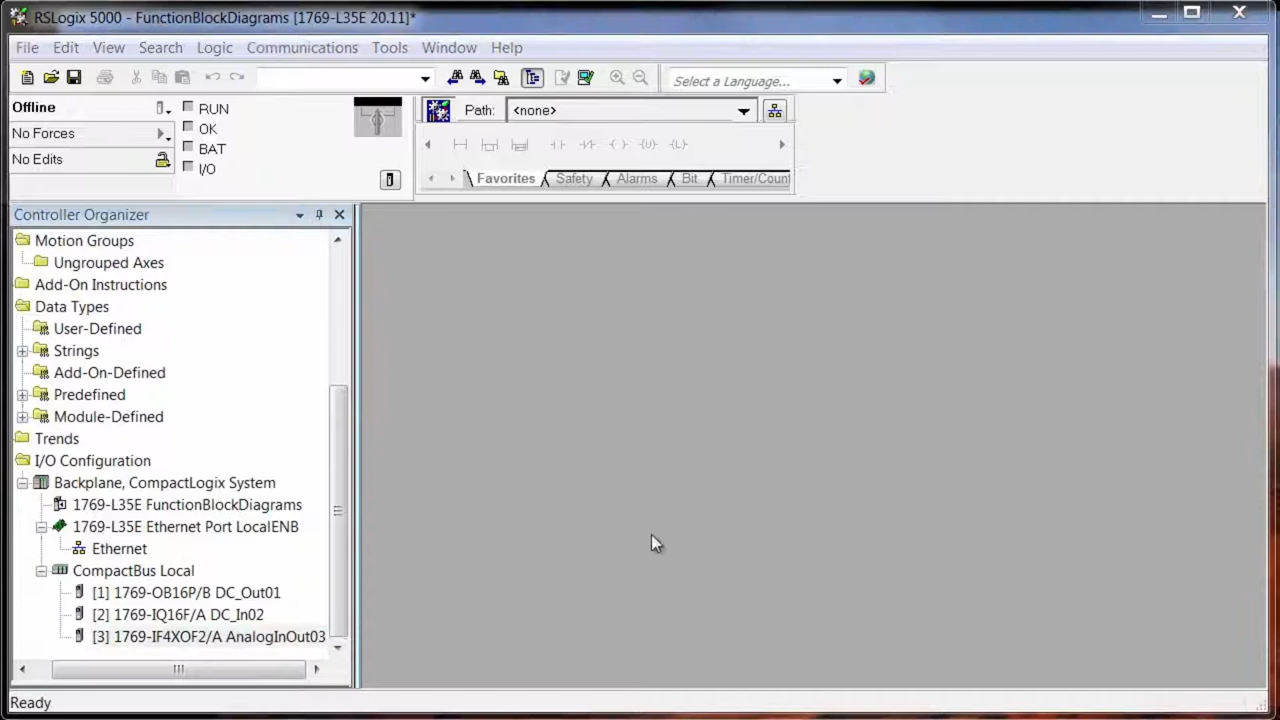 RSLogix 5000 - FunctionBlockDiagrams [1769-L35E 20.11]*
File Edit View Search Logic Communications Tools Window Help
Select a Language...
Offline
RUN
No Forces
OK
BAT
No Edits
I/O
Path: <none>
Favorites Safety Alarms Bit Timer/Count
Controller Organizer
Motion Groups
Ungrouped Axes
Add-On Instructions
Data Types
User-Defined
Strings
Add-On-Defined
Predefined
Module-Defined
Trends
I/O Configuration
Backplane, CompactLogix System
1769-L35E FunctionBlockDiagrams
1769-L35E Ethernet Port LocalENB
Ethernet
CompactBus Local
[1] 1769-OB16P/B DC_Out01
[2] 1769-IQ16F/A DC_In02
[3] 1769-IF4XOF2/A AnalogInOut03
Ready